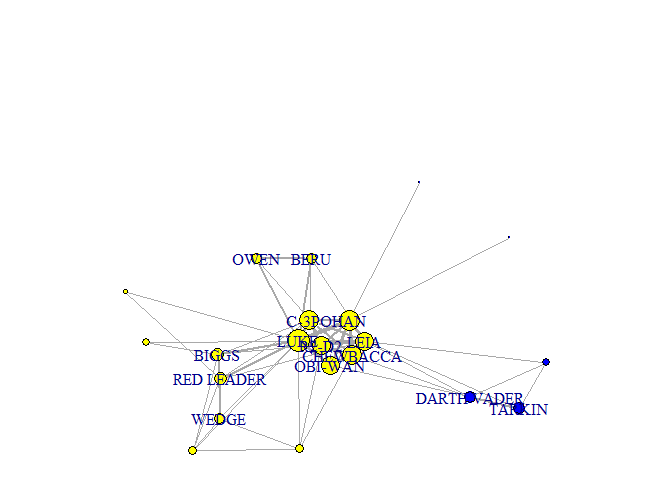 OWEN BERU
C-3PO HAN
LUKE R2-D2 LEIA
BIGGS CHEWBACCA
OBI-WAN
RED LEADER
DARTH VADER
TARKIN
WEDGE